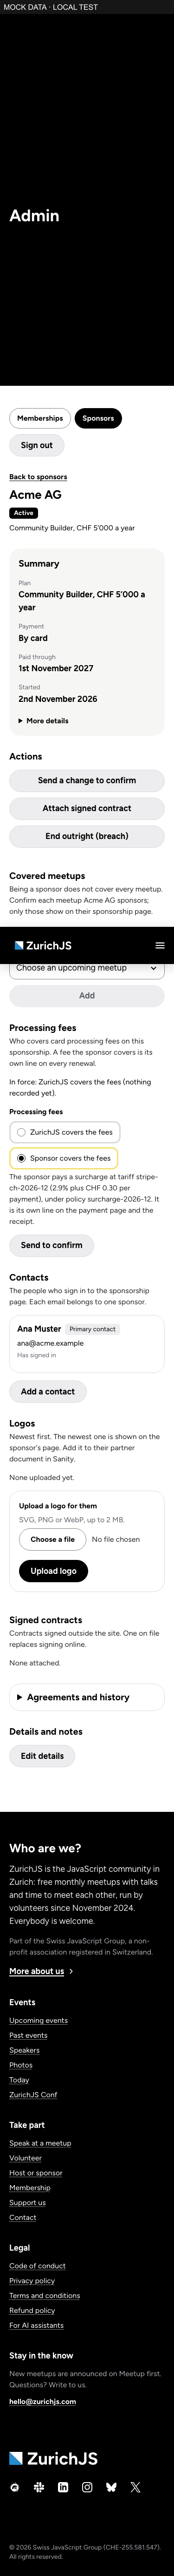 MOCK DATA · LOCAL TEST
Admin
Memberships
Sponsors
Sign out
Back to sponsors
Acme AG
Active
Community Builder, CHF 5'000 a year
Summary
Plan
Community Builder, CHF 5'000 a
year
Payment
By card
Paid through
1st November 2027
Started
2nd November 2026
More details
Actions
Send a change to confirm
Attach signed contract
End outright (breach)
Covered meetups
Being a sponsor does not cover every meetup.
Confirm each meetup Acme AG sponsors;
only those show on their sponsorship page.
ZurichJS
Choose an upcoming meetup
Add
Processing fees
Who covers card processing fees on this
sponsorship. A fee the sponsor covers is its
own line on every renewal.
In force: ZurichJS covers the fees (nothing
recorded yet).
Processing fees
ZurichJS covers the fees
Sponsor covers the fees
The sponsor pays a surcharge at tariff stripe-
ch-2026-12 (2.9% plus CHF 0.30 per
payment), under policy surcharge-2026-12. It
is its own line on the payment page and the
receipt.
Send to confirm
Contacts
The people who sign in to the sponsorship
page. Each email belongs to one sponsor.
Ana Muster
Primary contact
ana@acme.example
Has signed in
Add a contact
Logos
Newest first. The newest one is shown on the
sponsor's page. Add it to their partner
document in Sanity.
None uploaded yet.
Upload a logo for them
SVG, PNG or WebP, up to 2 MB.
Choose a file
No file chosen
Upload logo
Signed contracts
Contracts signed outside the site. One on file
replaces signing online.
None attached.
Agreements and history
Details and notes
Edit details
Who are we?
ZurichJS is the JavaScript community in
Zurich: free monthly meetups with talks
and time to meet each other, run by
volunteers since November 2024.
Everybody is welcome.
Part of the Swiss JavaScript Group, a non-
profit association registered in Switzerland.
More about us
Events
Upcoming events
Past events
Speakers
Photos
Today
ZurichJS Conf
Take part
Speak at a meetup
Volunteer
Host or sponsor
Membership
Support us
Contact
Legal
Code of conduct
Privacy policy
Terms and conditions
Refund policy
For AI assistants
Stay in the know
New meetups are announced on Meetup first.
Questions? Write to us.
hello@zurichjs.com
ZurichJS
© 2026 Swiss JavaScript Group (CHE-255.581.547).
All rights reserved.